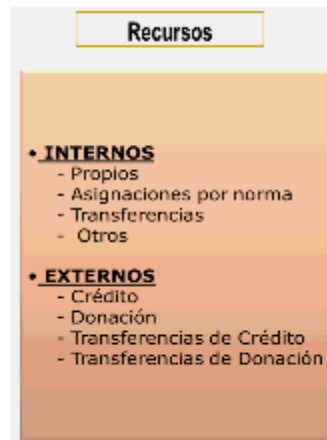 Recursos
• INTERNOS
- Propios
- Asignaciones por norma
- Transferencias
- Otros
• EXTERNOS
- Crédito
- Donación
- Transferencias de Crédito
- Transferencias de Donación